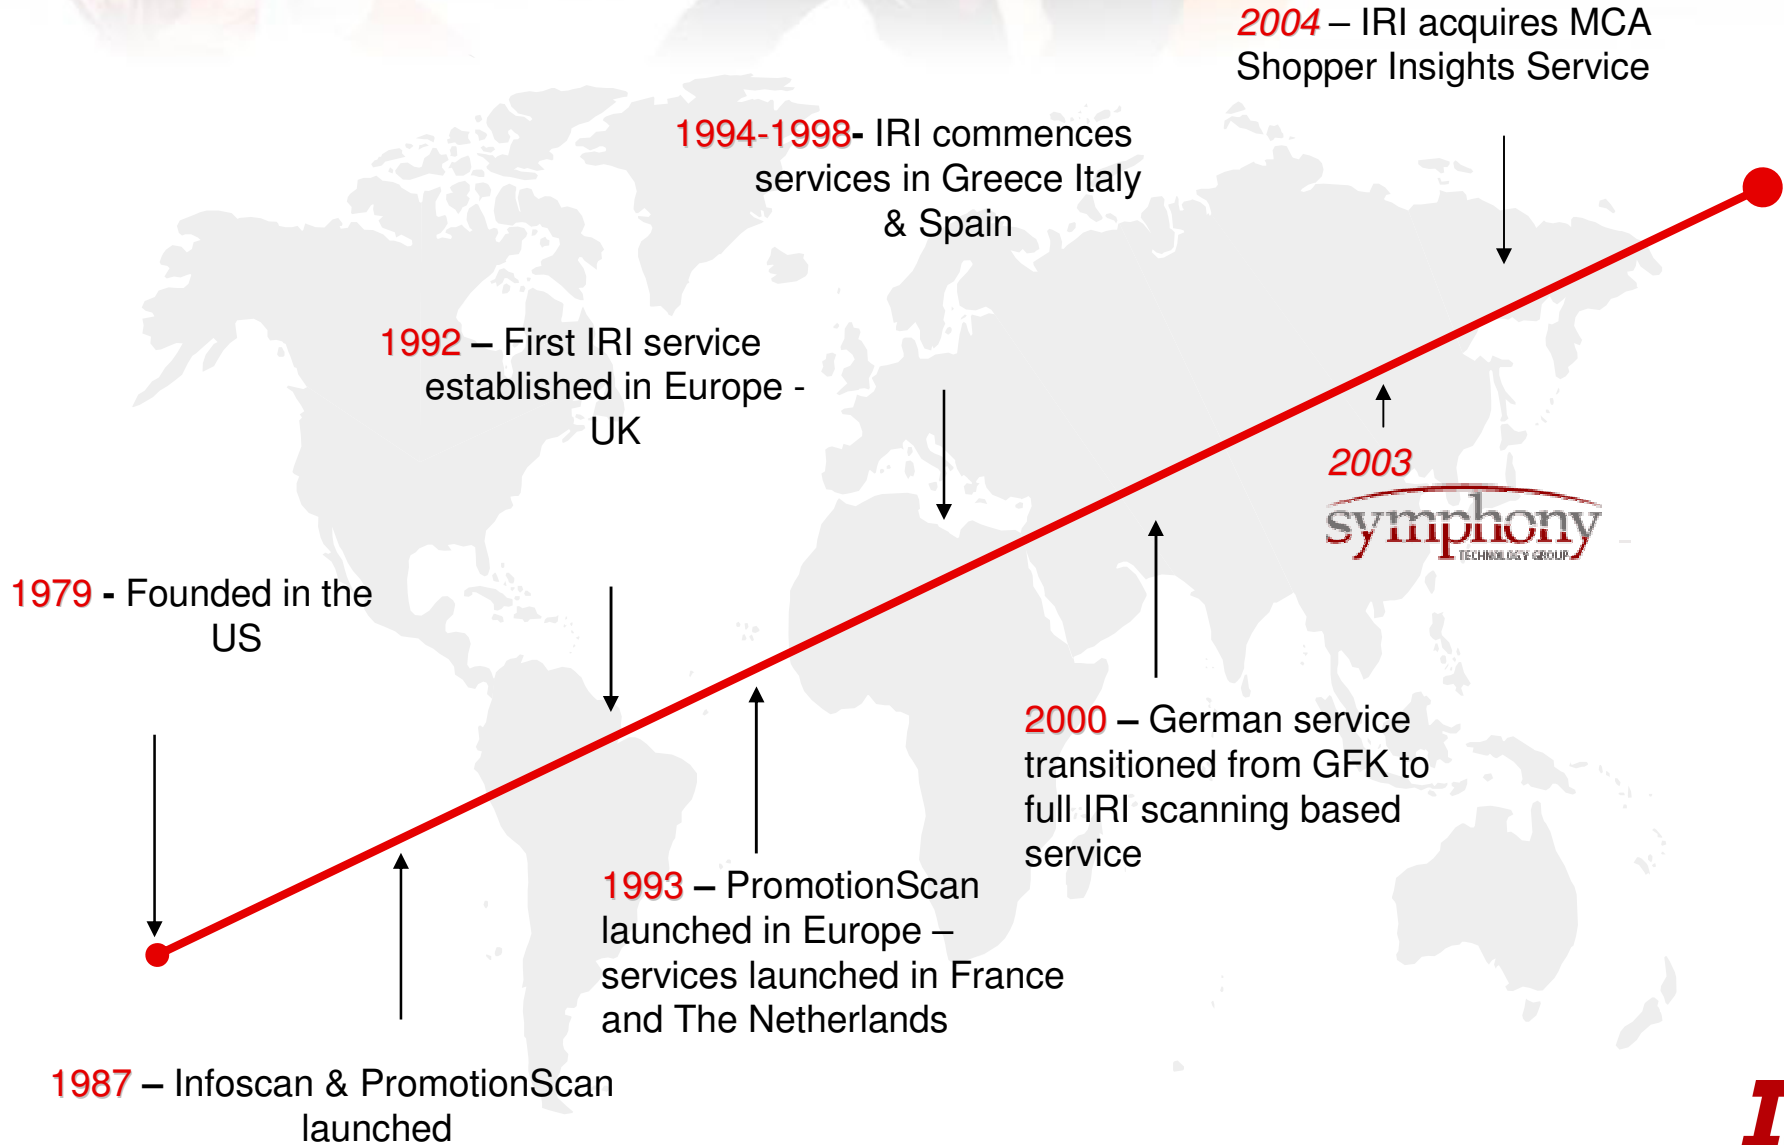 2004 – IRI acquires MCA
Shopper Insights Service
1994-1998- IRI commences
services in Greece Italy
& Spain
1992 – First IRI service
established in Europe -
UK
2003
symphony
TECHNOLOGY GROUP
1979 - Founded in the
US
2000 – German service
transitioned from GFK to
full IRI scanning based
service
1993 – PromotionScan
launched in Europe –
services launched in France
and The Netherlands
1987 – Infoscan & PromotionScan
launched
I